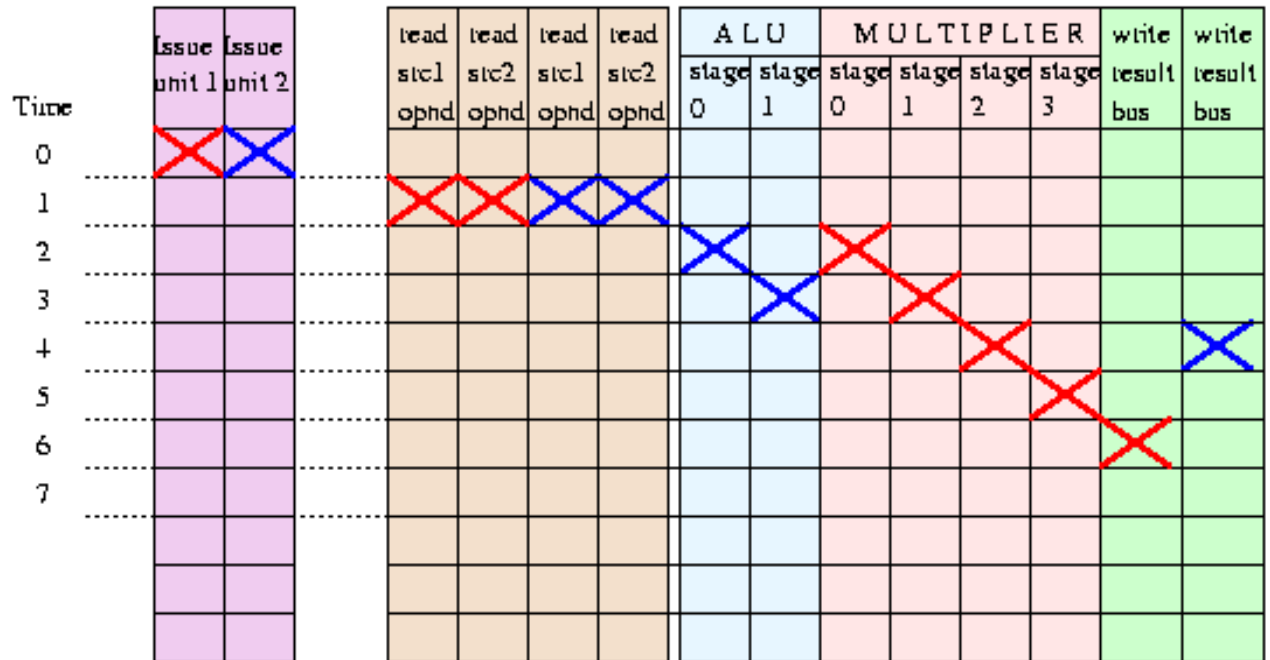 Issue Issue
unit 1 unit 2
read read read read
src1 src2 src1 src2
opnd opnd opnd opnd
A L U
M U L T I P L I E R
stage stage stage stage stage stage
0 1 0 1 2 3
write write
result result
bus bus
Time
0
1
2
3
4
5
6
7